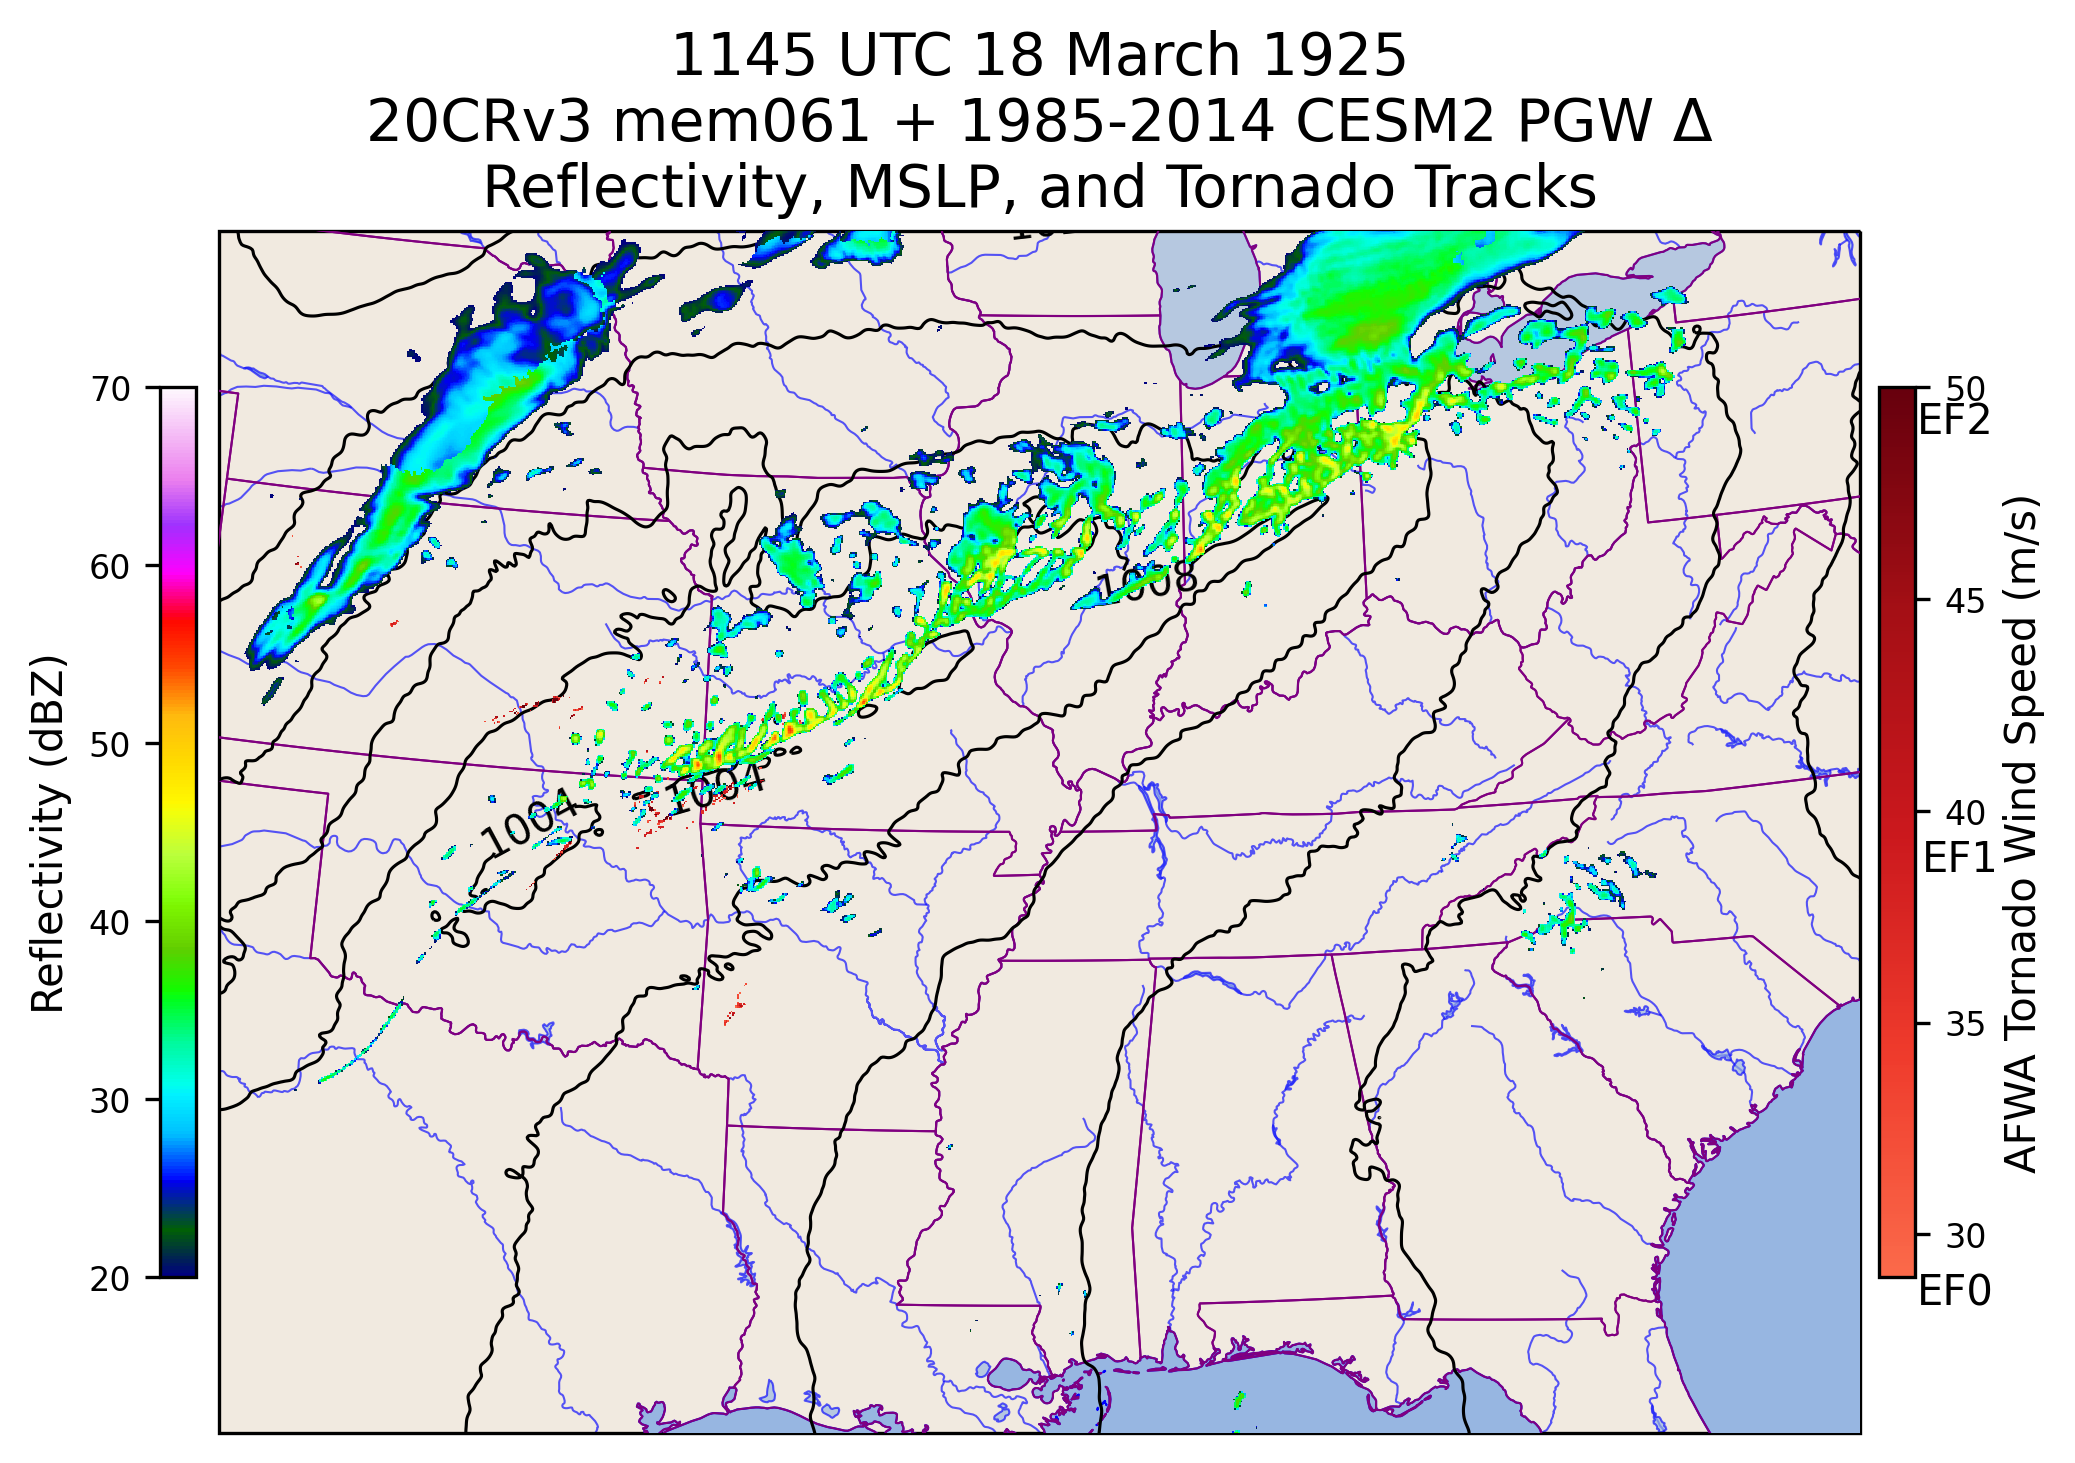 1145 UTC 18 March 1925
20CRv3 mem061 + 1985-2014 CESM2 PGW Δ
Reflectivity, MSLP, and Tornado Tracks
70
60
50
40
30
20
Reflectivity (dBZ)
1008
1004
1004
50
EF2
45
40
EF1
35
30
EF0
AFWA Tornado Wind Speed (m/s)